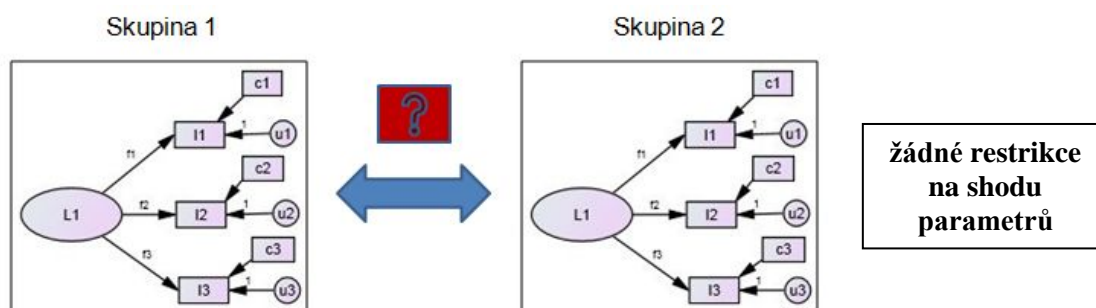 Skupina 1
Skupina 2
c1
I1
1
u1
f1
c2
L1
f2
I2
1
u2
c3
f3
I3
1
u3
?
c1
I1
1
u1
f1
c2
L1
f2
I2
1
u2
c3
f3
I3
1
u3
žádné restrikce
na shodu
parametrů